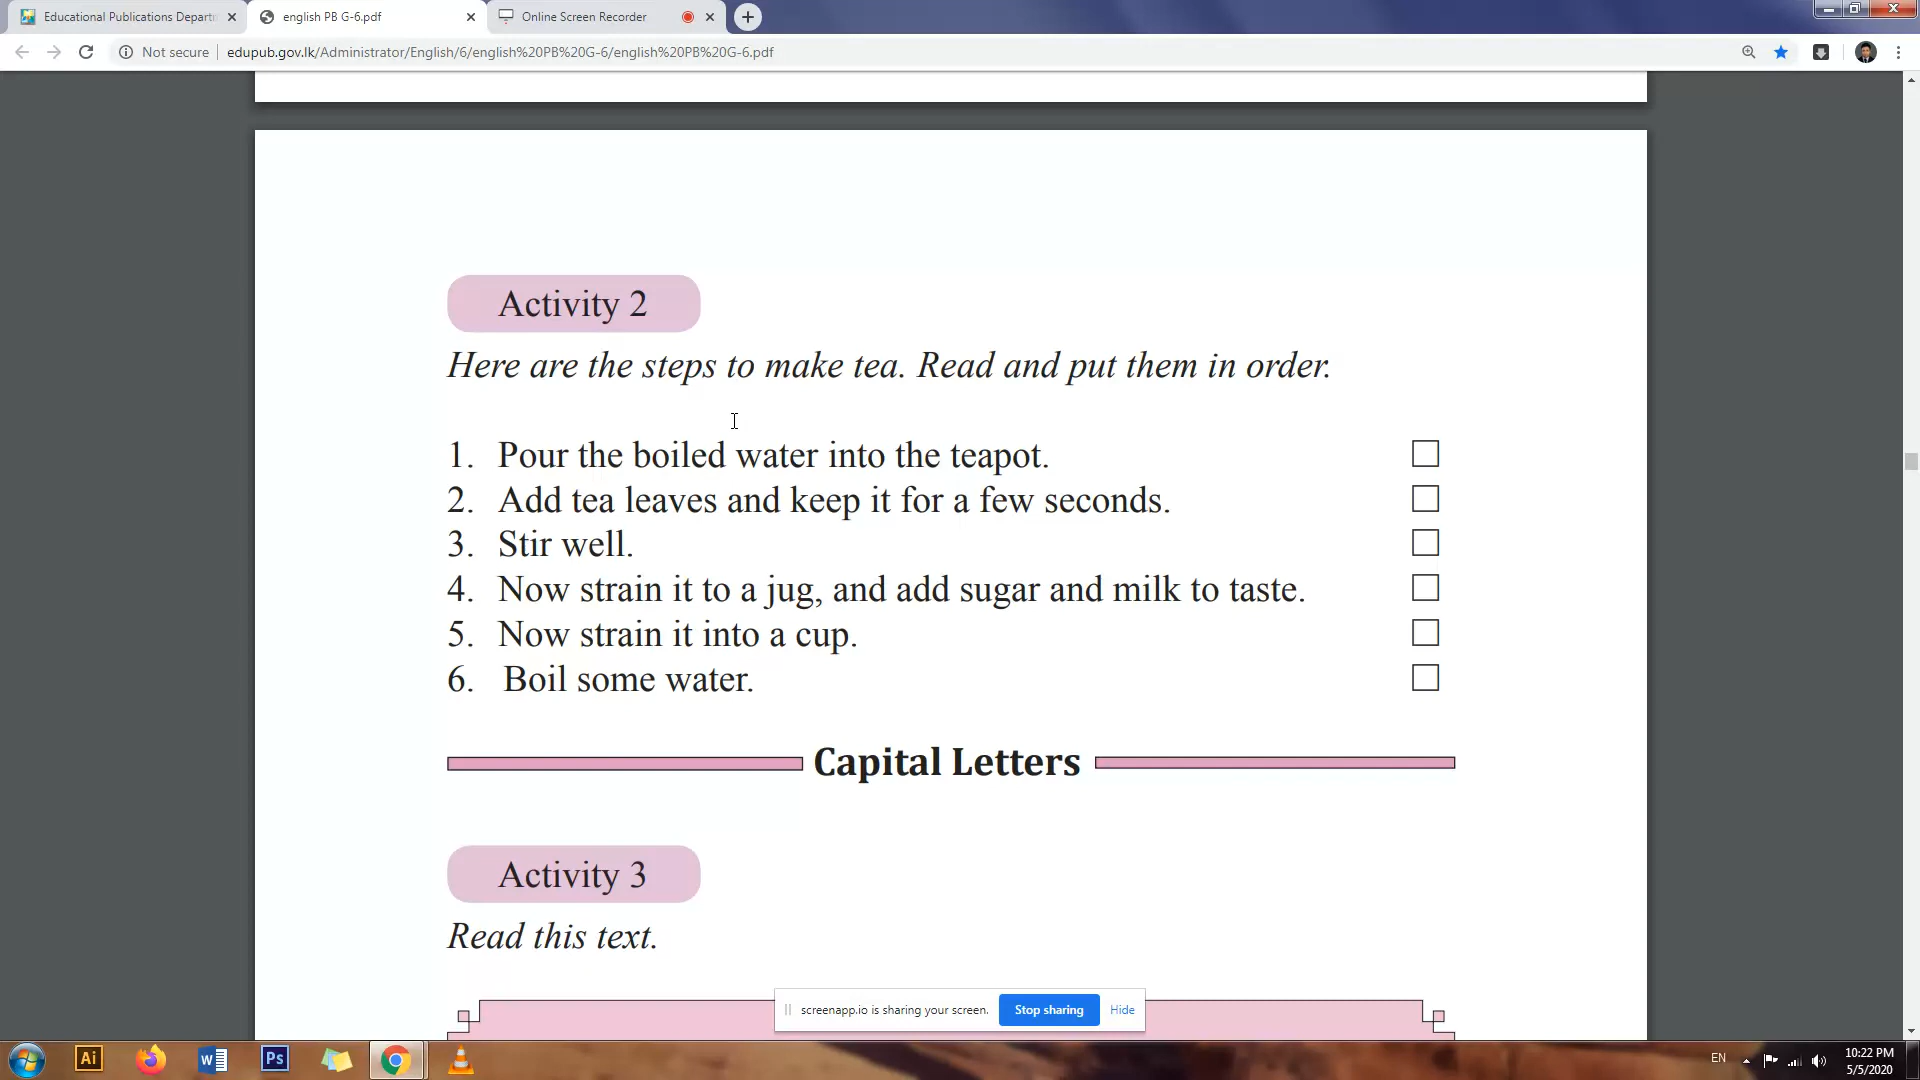 Educational Publications Departm
english PB G-6.pdf
Online Screen Recorder
Not secure
edupub.gov.lk/Administrator/English/6/english%20PB%20G-6/english%20PB%20G-6.pdf
Activity 2
Here are the steps to make tea. Read and put them in order.
1. Pour the boiled water into the teapot.
2. Add tea leaves and keep it for a few seconds.
3. Stir well.
4. Now strain it to a jug, and add sugar and milk to taste.
5. Now strain it into a cup.
6. Boil some water.
Capital Letters
Activity 3
Read this text.
screenapp.io is sharing your screen.
Stop sharing
Hide
Ai
W
Ps
EN
10:22 PM
5/5/2020